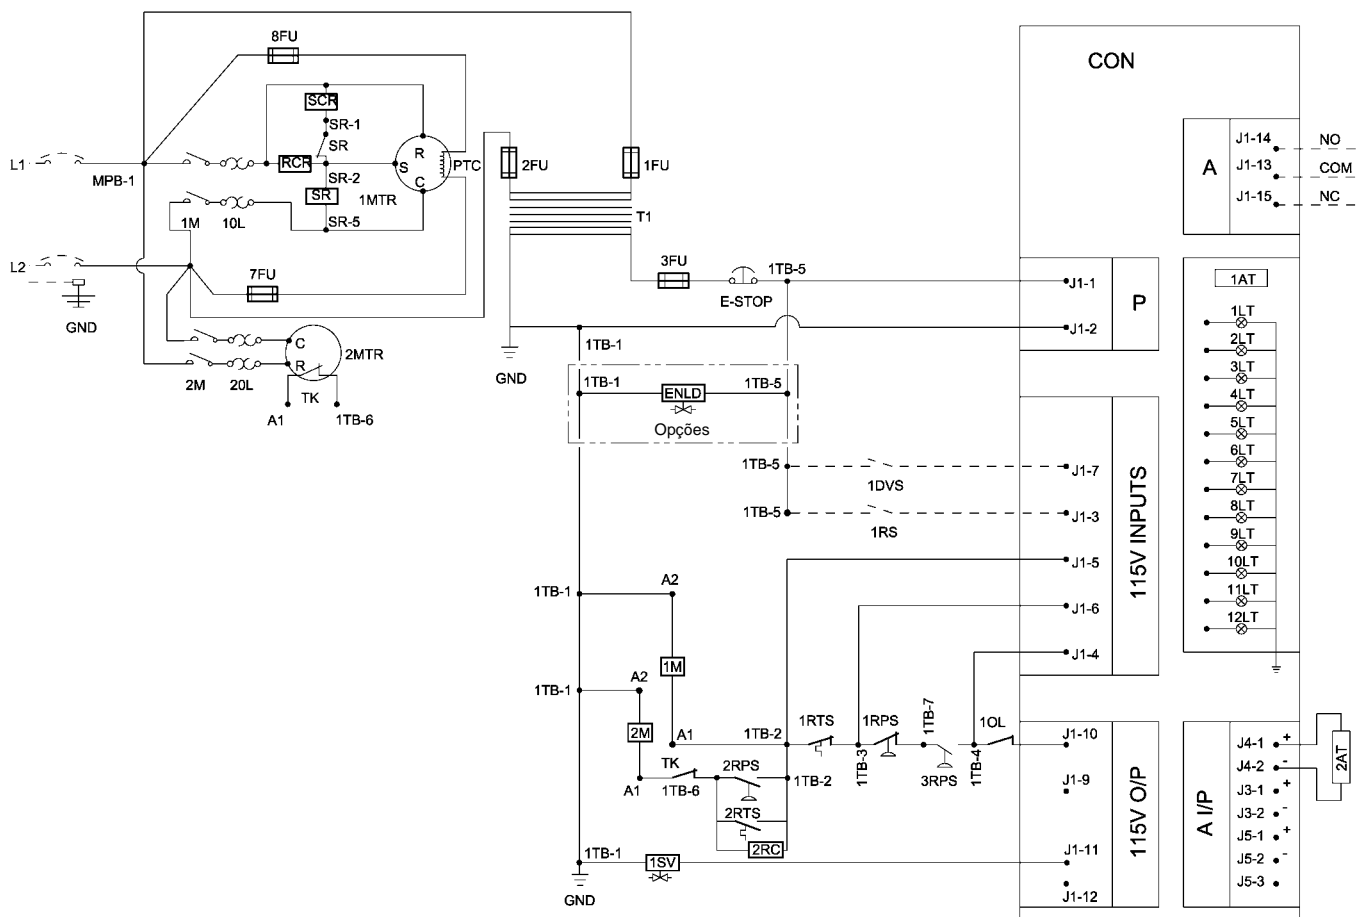 8FU
SCR
SR-1
SR
RCR
SR-2
SR
SR-5
R
S
C
PTC
1MTR
L1
MPB-1
1M
10L
L2
GND
7FU
C
R
2MTR
2M
20L
TK
A1
1TB-6
2FU
1FU
T1
3FU
E-STOP
1TB-5
GND
1TB-1
1TB-1
ENLD
1TB-5
Opções
1TB-5
1DVS
1TB-5
1RS
1TB-1
A2
1M
1TB-1
A2
2M
A1
1TB-2
A1
TK
1TB-6
2RPS
1TB-2
2RTS
2RC
1RTS
1TB-3
1RPS
1TB-7
3RPS
1TB-4
1OL
1TB-1
1SV
GND
CON
A
J1-14
J1-13
J1-15
NO
COM
NC
J1-1
J1-2
P
1AT
1LT
2LT
3LT
4LT
5LT
6LT
7LT
8LT
9LT
10LT
11LT
12LT
J1-7
J1-3
J1-5
J1-6
J1-4
115V INPUTS
J1-10
J1-9
J1-11
J1-12
115V O/P
A I/P
J4-1 +
J4-2 -
J3-1 +
J3-2 -
J5-1 +
J5-2 -
J5-3
2AT